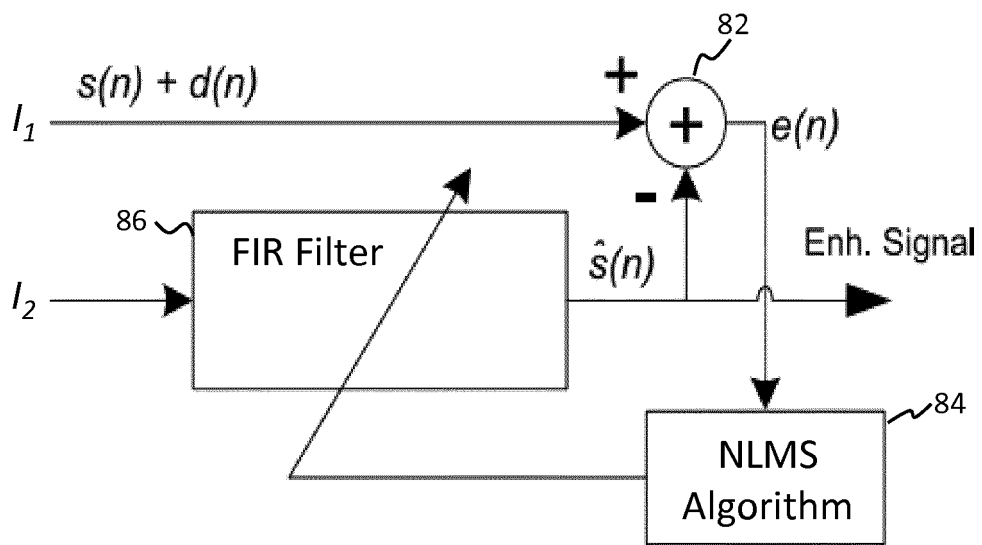 82
s(n) + d(n)
I1
+
+
e(n)
-
86
FIR Filter
ŝ(n)
Enh. Signal
I2
84
NLMS
Algorithm